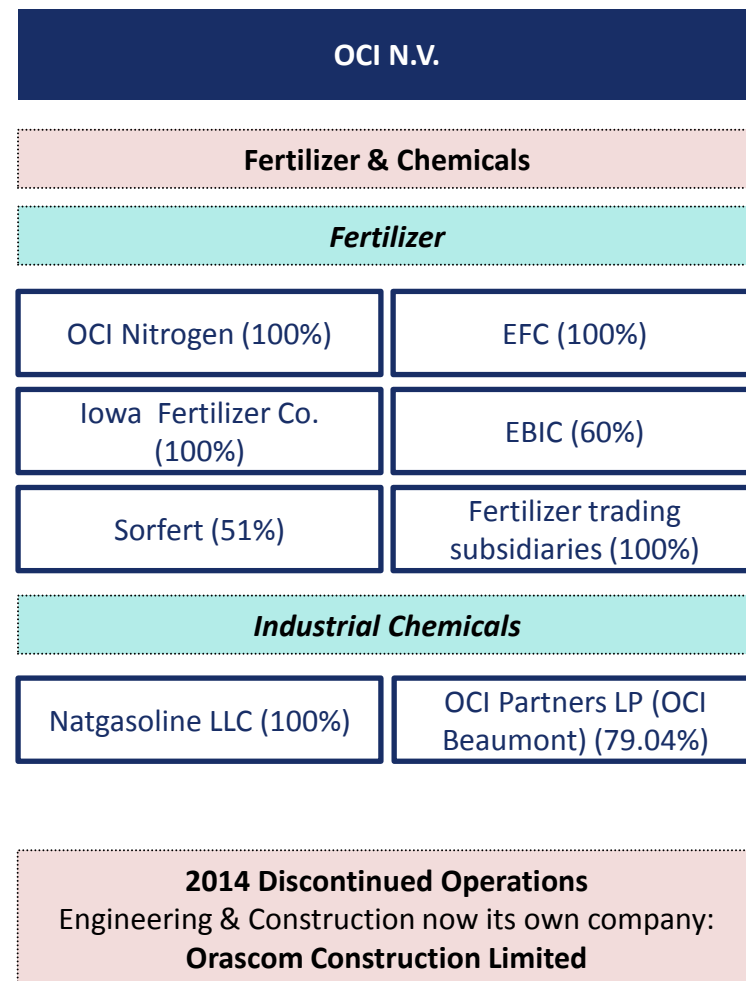 OCI N.V.
Fertilizer & Chemicals
Fertilizer
OCI Nitrogen (100%)
EFC (100%)
Iowa Fertilizer Co.
(100%)
EBIC (60%)
Sorfert (51%)
Fertilizer trading
subsidiaries (100%)
Industrial Chemicals
Natgasoline LLC (100%)
OCI Partners LP (OCI
Beaumont) (79.04%)
2014 Discontinued Operations
Engineering & Construction now its own company:
Orascom Construction Limited